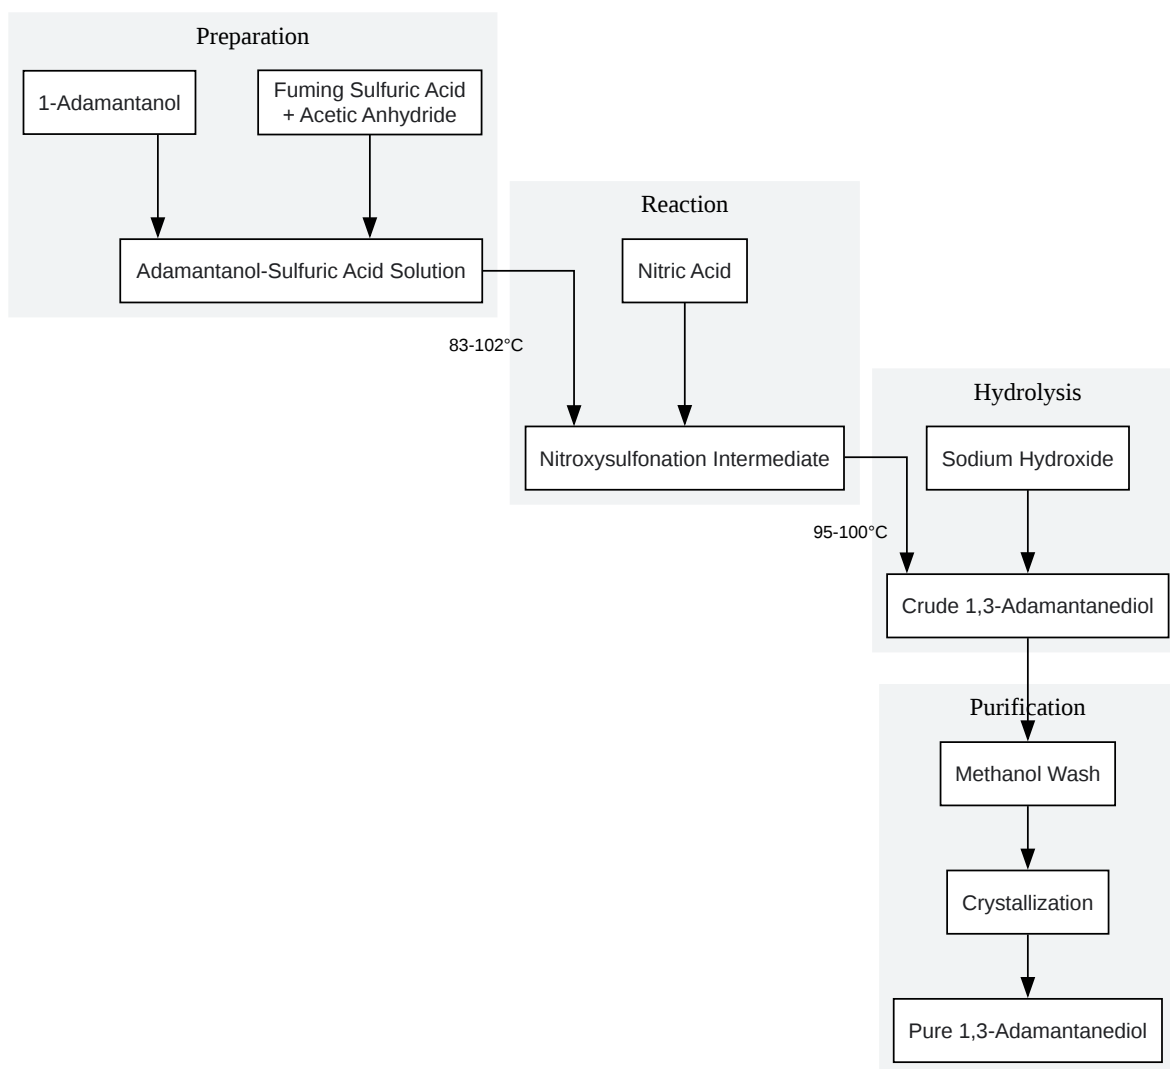 Preparation
1-Adamantanol
Fuming Sulfuric Acid
+ Acetic Anhydride
Adamantanol-Sulfuric Acid Solution
83-102°C
Reaction
Nitric Acid
Nitroxysulfonation Intermediate
95-100°C
Hydrolysis
Sodium Hydroxide
Crude 1,3-Adamantanediol
Purification
Methanol Wash
Crystallization
Pure 1,3-Adamantanediol